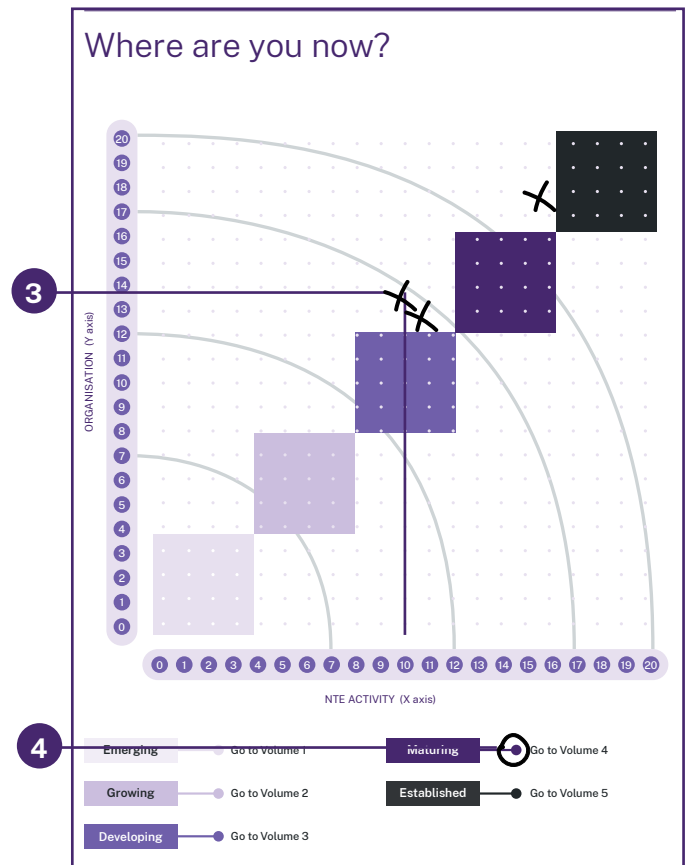 Where are you now?
20
19
18
17
16
15
14
13
12
11
10
9
8
7
6
5
4
3
2
1
0
ORGANISATION (Y axis)
3
0 1 2 3 4 5 6 7 8 9 10 11 12 13 14 15 16 17 18 19 20
NTE ACTIVITY (X axis)
4
Emerging Go to Volume 1
Maturing Go to Volume 4
Growing Go to Volume 2
Established Go to Volume 5
Developing Go to Volume 3